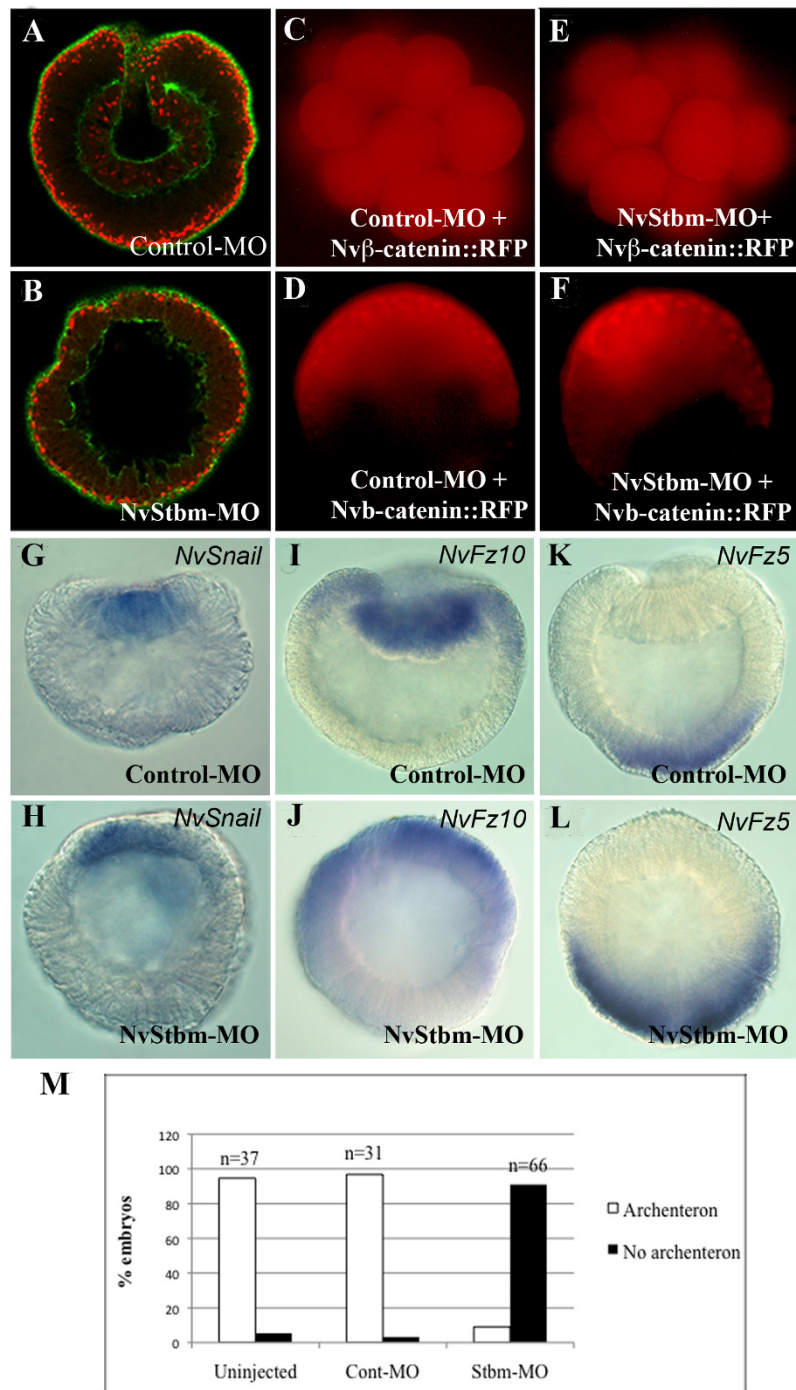 A
Control-MO
C
Control-MO +
Nvβ-catenin::RFP
E
NvStbm-MO+
Nvβ-catenin::RFP
B
NvStbm-MO
D
Control-MO +
Nvb-catenin::RFP
F
NvStbm-MO +
Nvb-catenin::RFP
G
NvSnail
Control-MO
I
NvFz10
Control-MO
K
NvFz5
Control-MO
H
NvSnail
NvStbm-MO
J
NvFz10
NvStbm-MO
L
NvFz5
NvStbm-MO
M
% embryos
120
100
80
60
40
20
0
n=37
n=31
n=66
Uninjected
Cont-MO
Stbm-MO
Archenteron
No archenteron